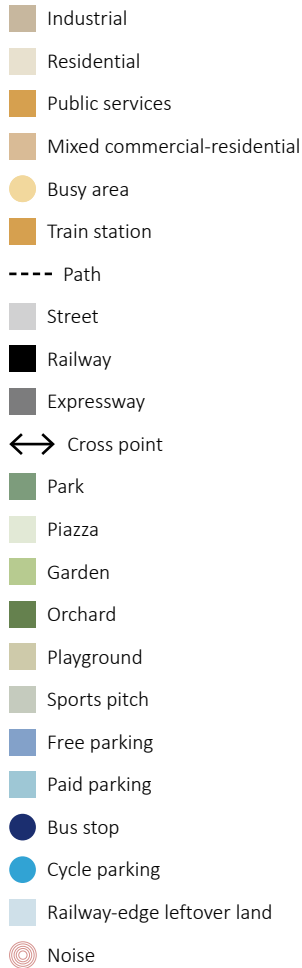 Industrial
Residential
Public services
Mixed commercial-residential
Busy area
Train station
Path
Street
Railway
Expressway
Cross point
Park
Piazza
Garden
Orchard
Playground
Sports pitch
Free parking
Paid parking
Bus stop
Cycle parking
Railway-edge leftover land
Noise